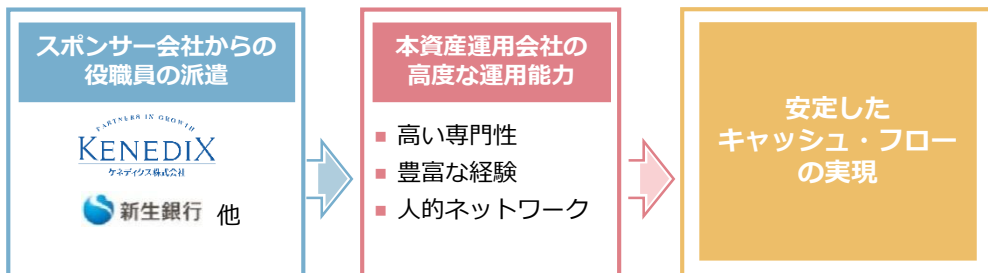 スポンサー会社からの
役職員の派遣
PARTNERS IN GROWTH
KENEDIX
ケネディクス株式会社
新生銀行 他
本資産運用会社の
高度な運用能力
■ 高い専門性
■ 豊富な経験
■ 人的ネットワーク
安定した
キャッシュ・フロー
の実現